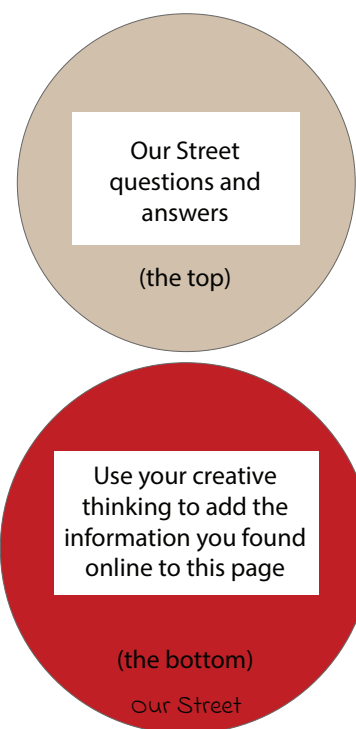 Our Street
questions and
answers
(the top)
Use your creative
thinking to add the
information you found
online to this page
(the bottom)
Our Street